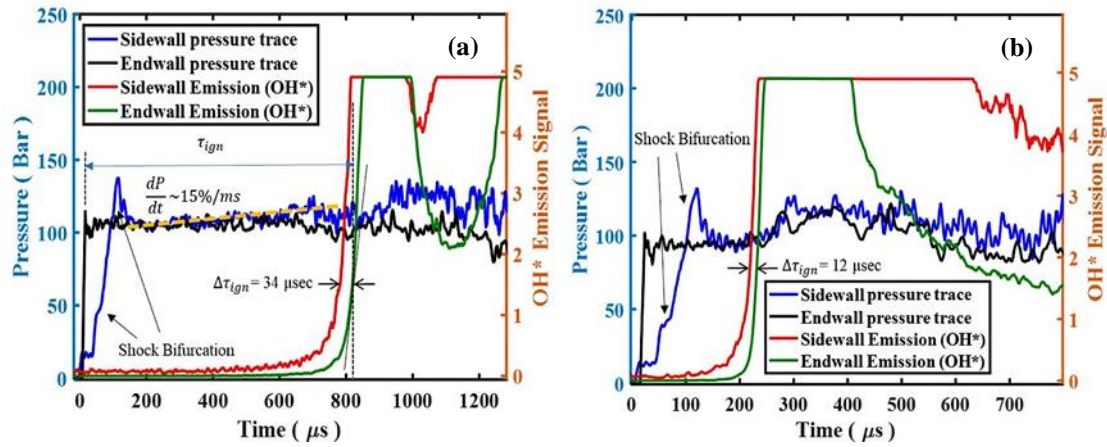 250
200
150
100
50
0
Pressure ( Bar )
Sidewall pressure trace
Endwall pressure trace
Sidewall Emission (OH*)
Endwall Emission (OH*)
(a)
τign
dP/dt ~15%/ms
Δτign = 34 μsec
Shock Bifurcation
0 200 400 600 800 1000 1200
Time ( μs )
6
5
4
3
2
1
0
OH* Emission Signal
250
200
150
100
50
0
Pressure ( Bar )
(b)
Shock Bifurcation
Δτign = 12 μsec
Sidewall pressure trace
Endwall pressure trace
Sidewall Emission (OH*)
Endwall Emission (OH*)
0 100 200 300 400 500 600 700
Time ( μs )
6
5
4
3
2
1
0
OH* Emission Signal